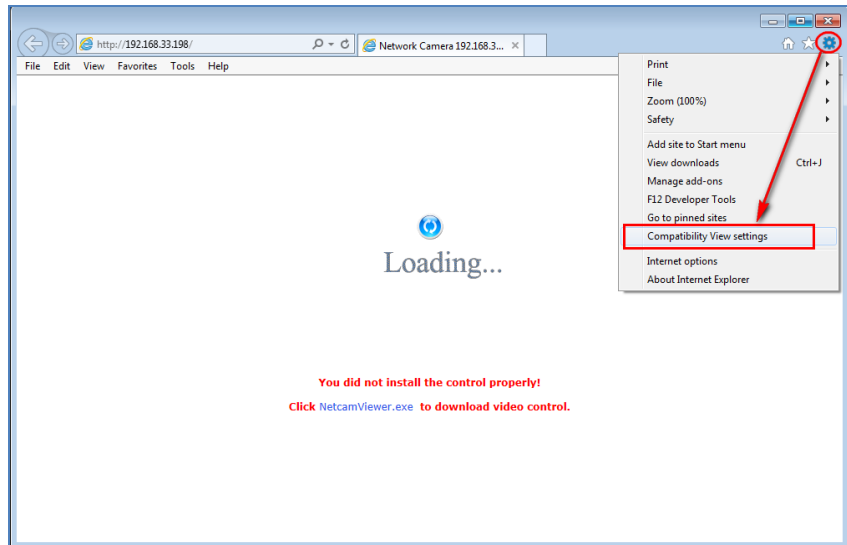 http://192.168.33.198/
Network Camera 192.168.3...
File Edit View Favorites Tools Help
Print
File
Zoom (100%)
Safety
Add site to Start menu
View downloads Ctrl+J
Manage add-ons
F12 Developer Tools
Go to pinned sites
Compatibility View settings
Internet options
About Internet Explorer
Loading...
You did not install the control properly!
Click NetcamViewer.exe to download video control.